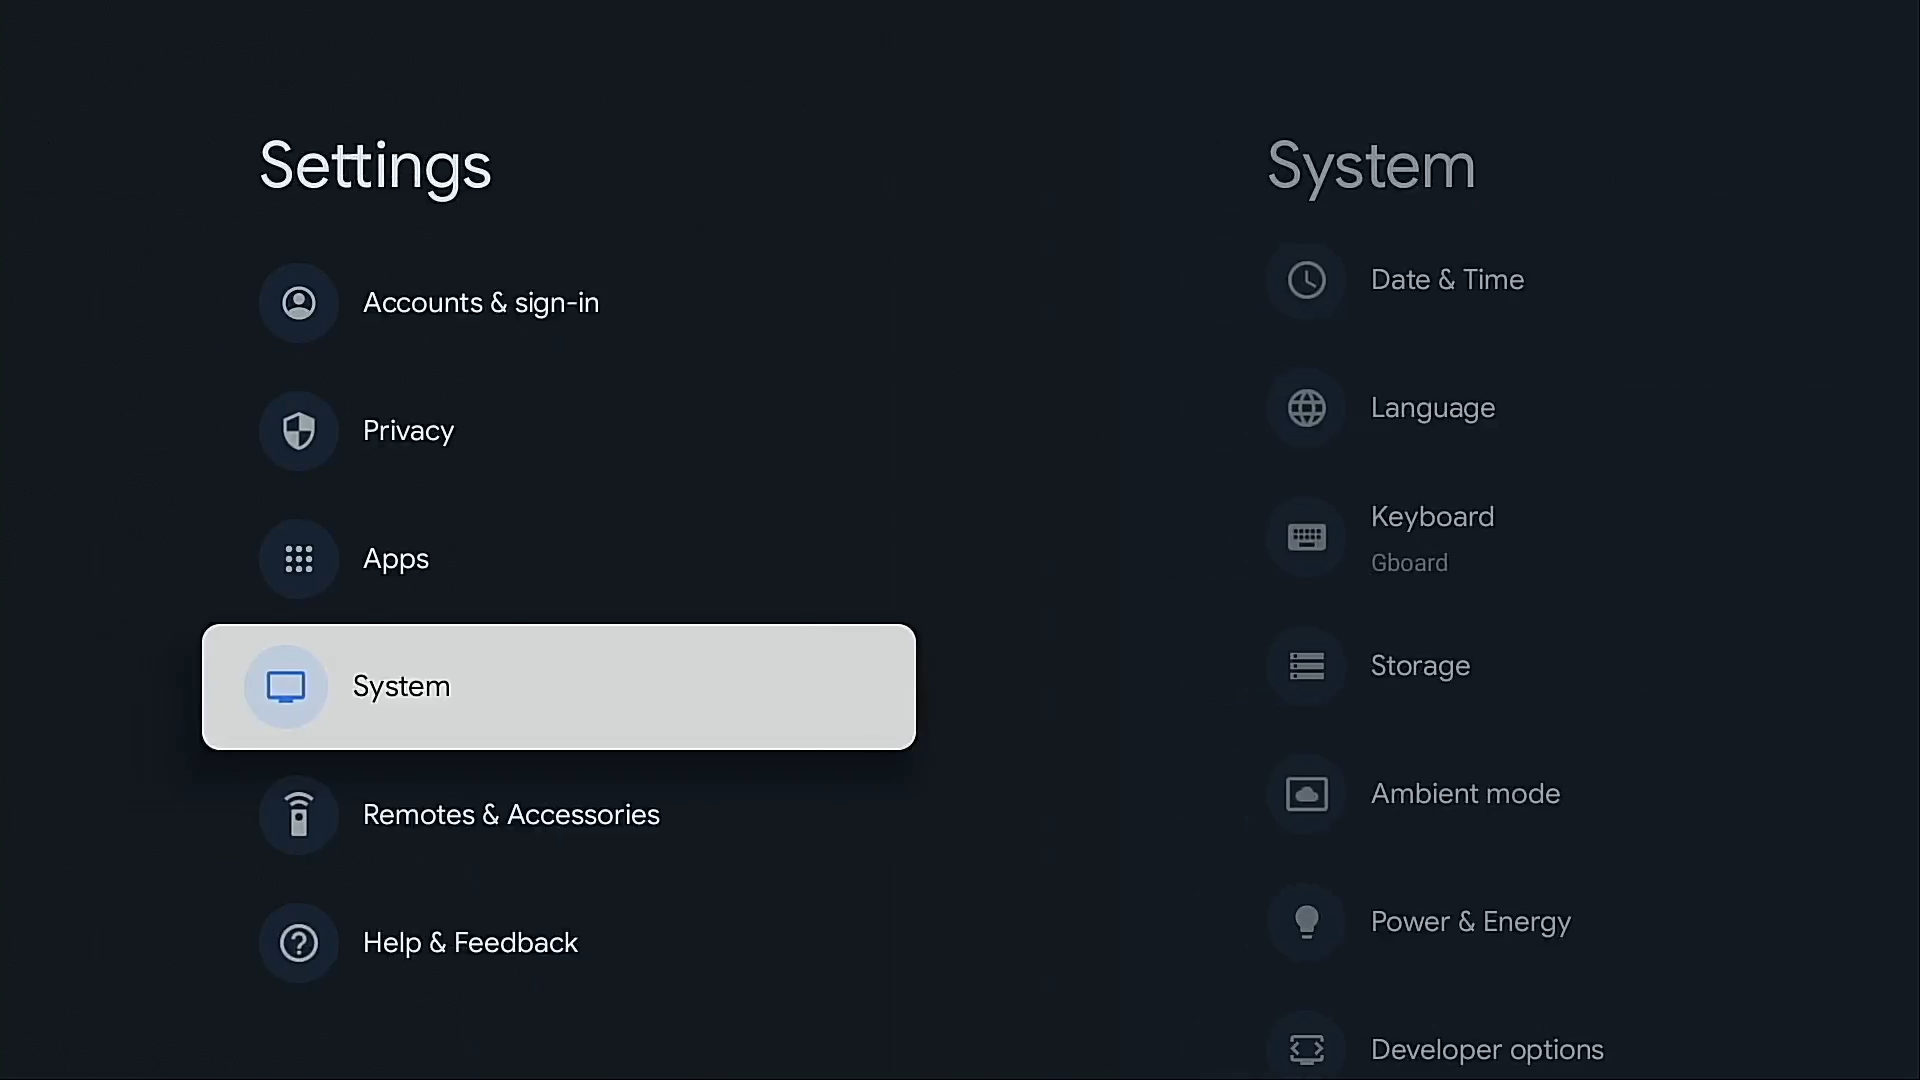 Settings
Accounts & sign-in
Privacy
Apps
System
Remotes & Accessories
Help & Feedback
System
Date & Time
Language
Keyboard
Gboard
Storage
Ambient mode
Power & Energy
Developer options